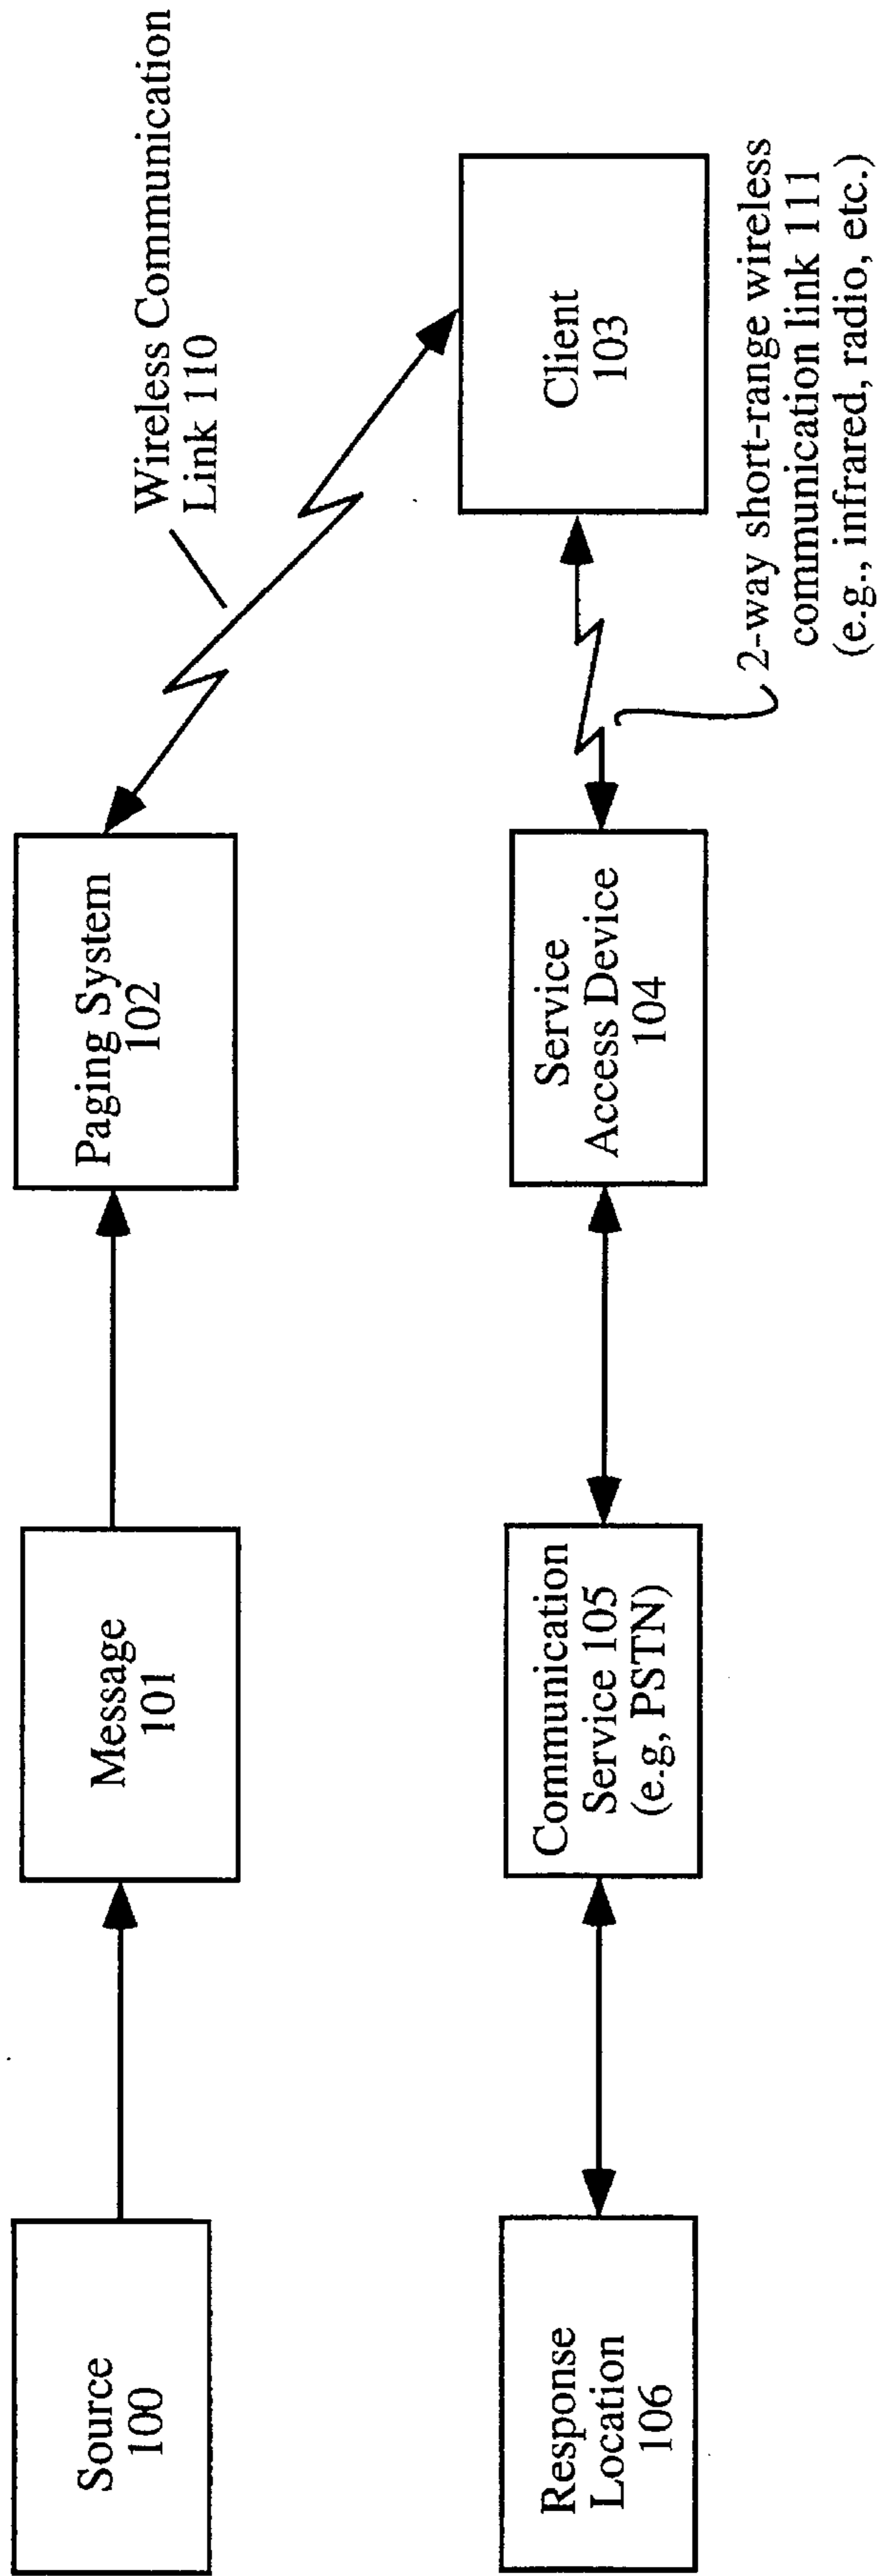 Source
100
Message
101
Paging System
102
Wireless Communication
Link 110
Client
103
Response
Location
106
Communication
Service 105
(e.g, PSTN)
Service
Access Device
104
2-way short-range wireless
communication link 111
(e.g., infrared, radio, etc.)